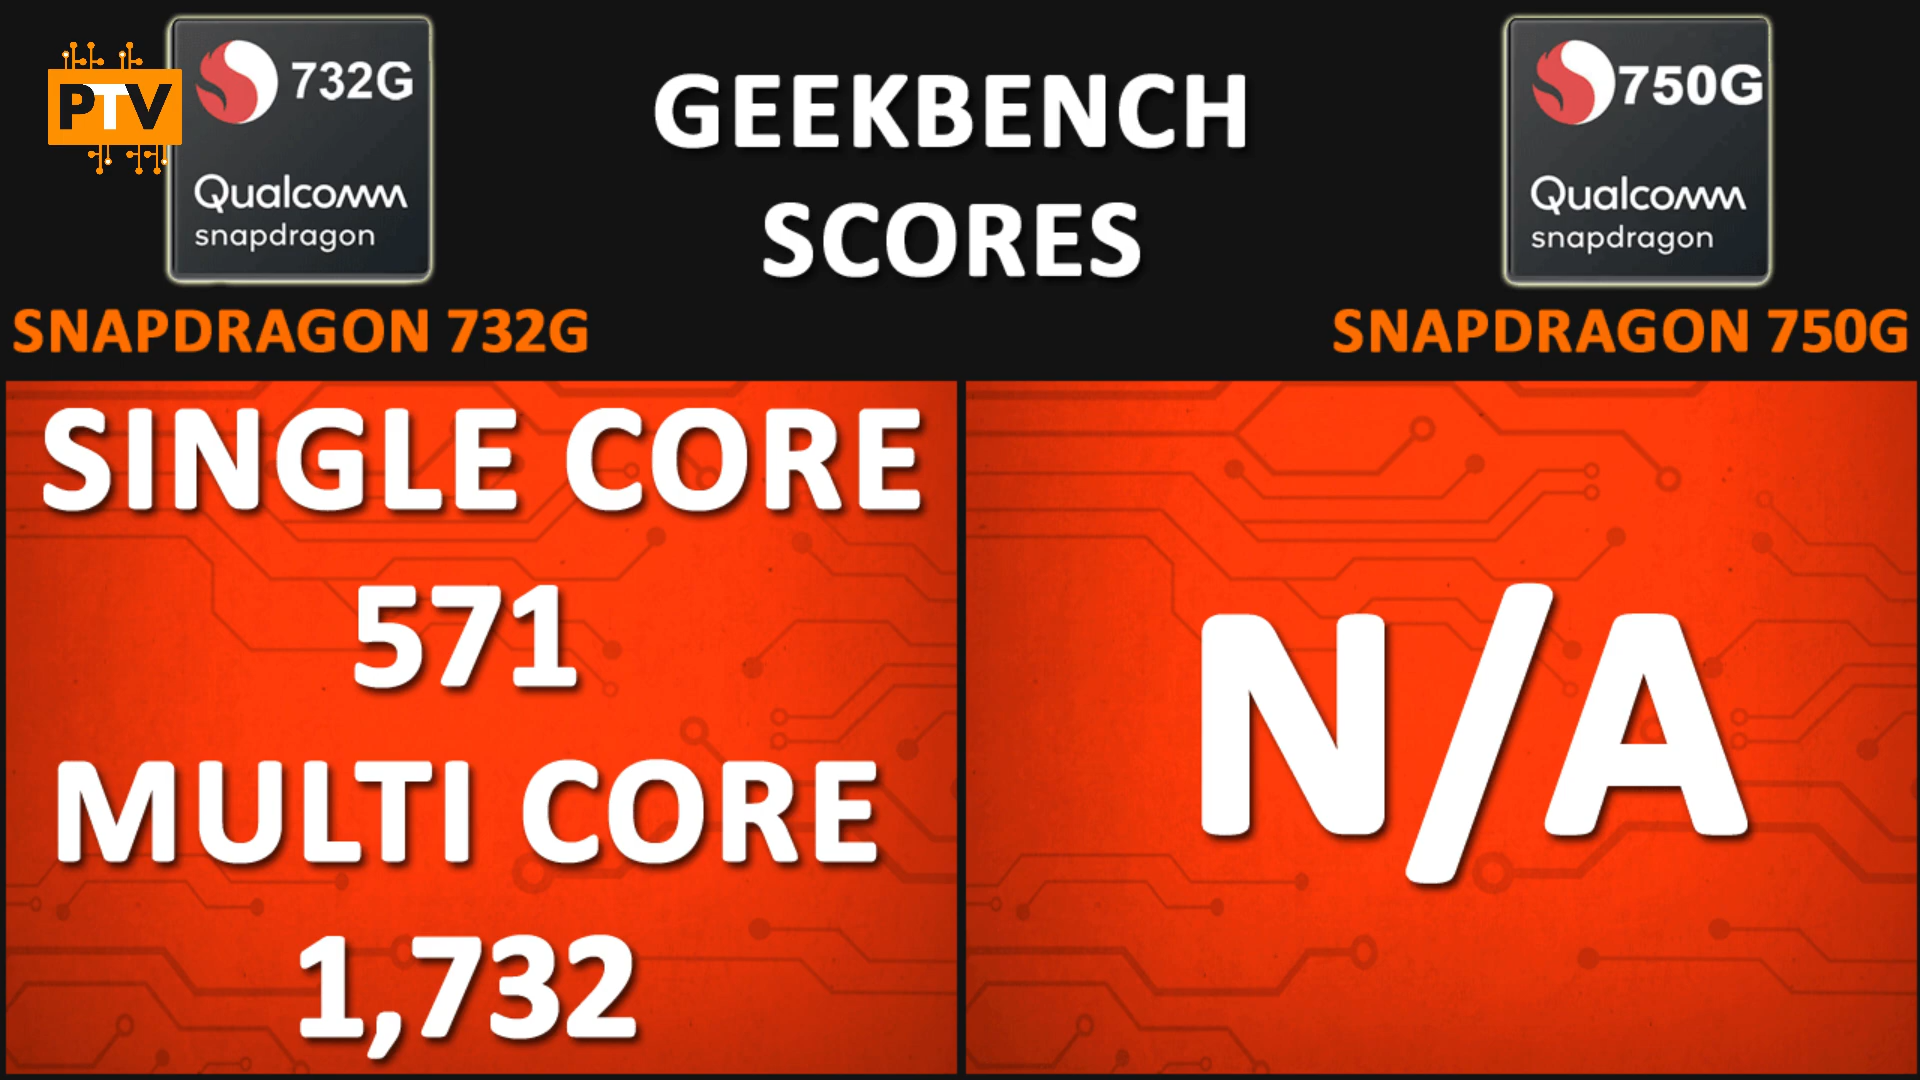 PTV
732G
Qualcomm
snapdragon
SNAPDRAGON 732G
GEEKBENCH
SCORES
750G
Qualcomm
snapdragon
SNAPDRAGON 750G
SINGLE CORE
571
MULTI CORE
1,732
N/A